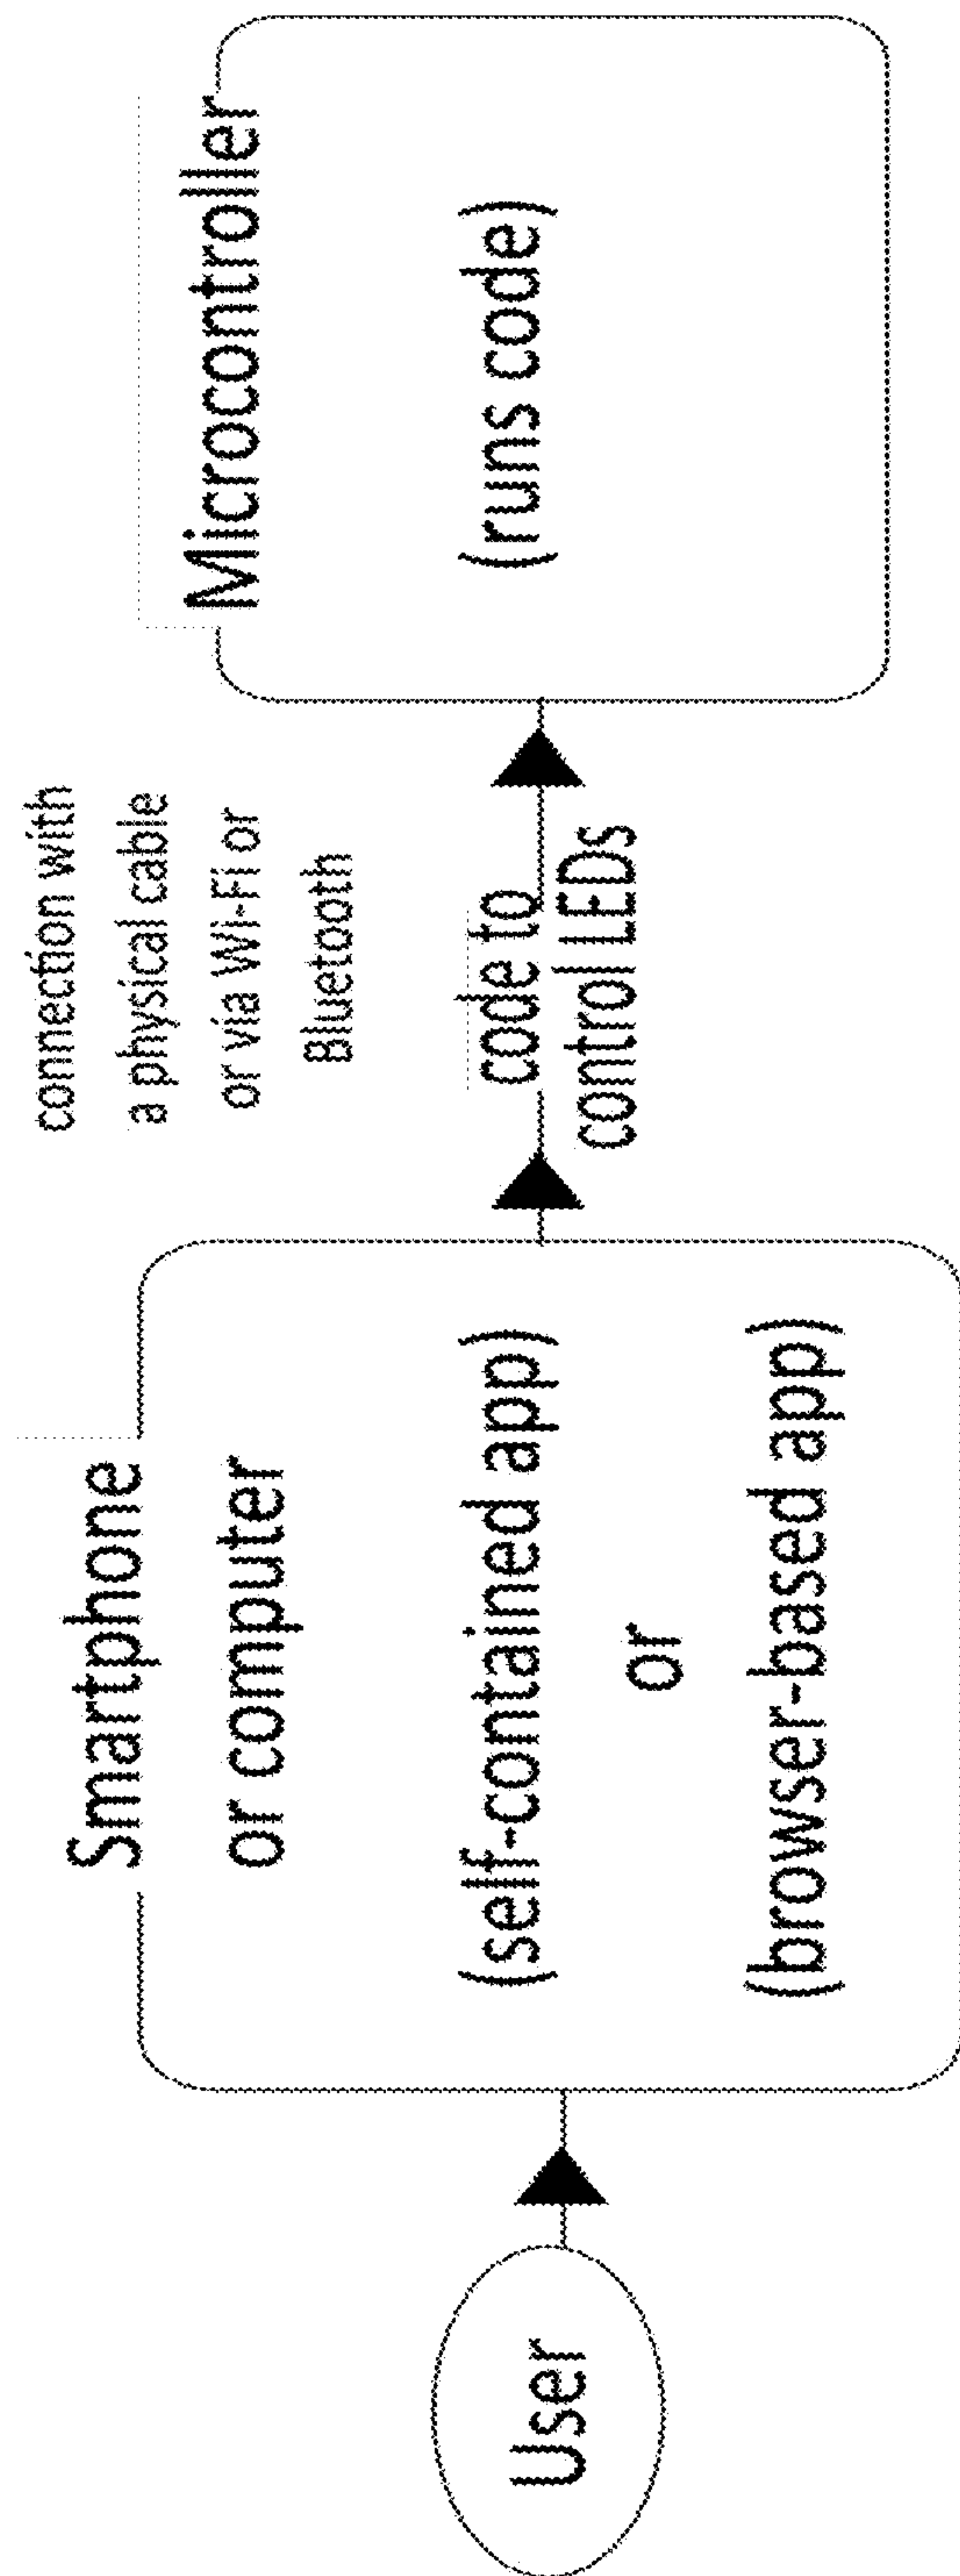 User
Smartphone
or computer
(self-contained app)
or
(browser-based app)
connection with
a physical cable
or via Wi-Fi or
Bluetooth
code to
control LEDs
Microcontroller
(runs code)